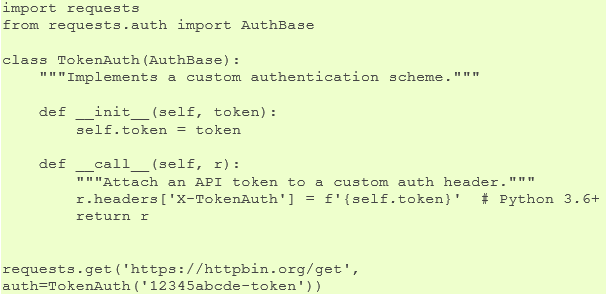 import requests
from requests.auth import AuthBase
class TokenAuth(AuthBase):
    """Implements a custom authentication scheme."""
    def __init__(self, token):
        self.token = token
    def __call__(self, r):
        """Attach an API token to a custom auth header."""
        r.headers['X-TokenAuth'] = f'{self.token}'  # Python 3.6+
        return r
requests.get('https://httpbin.org/get',
auth=TokenAuth('12345abcde-token'))